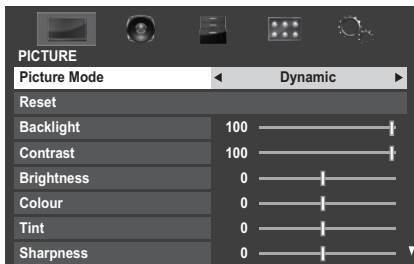 PICTURE
Picture Mode Dynamic
Reset
Backlight 100
Contrast 100
Brightness 0
Colour 0
Tint 0
Sharpness 0